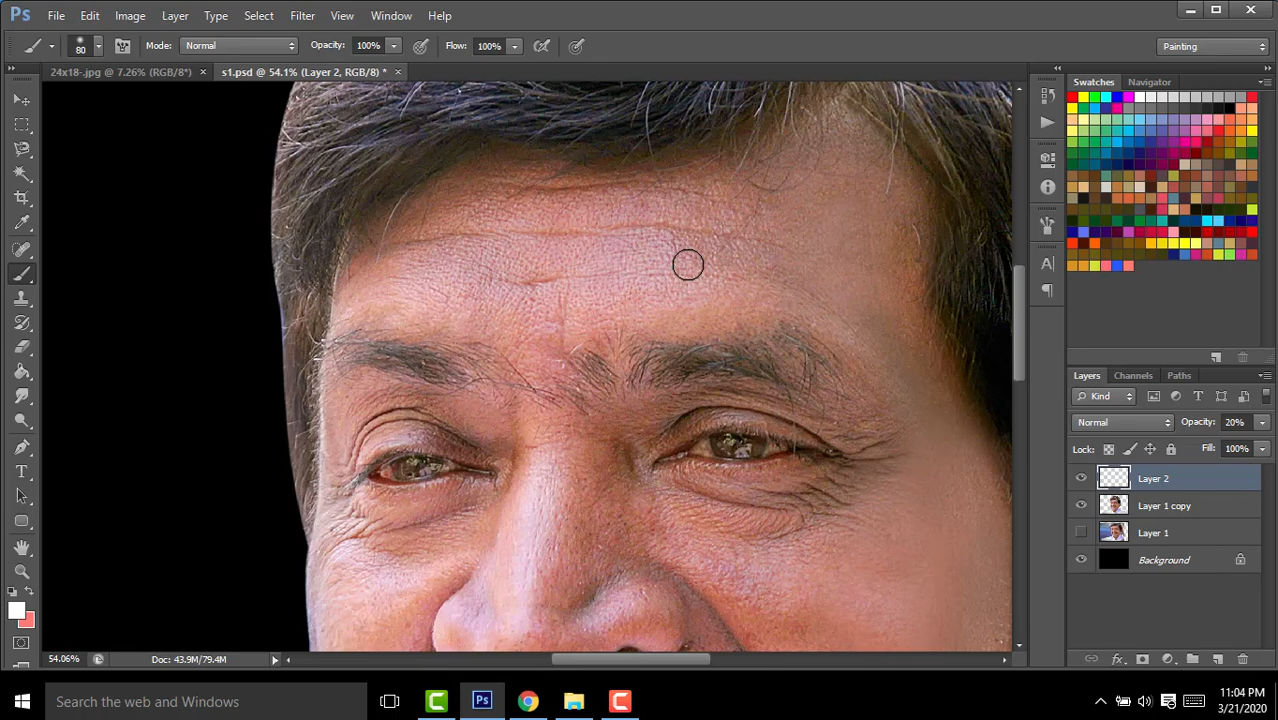 Ps File Edit Image Layer Type Select Filter View Window Help
80 Mode: Normal Opacity: 100% Flow: 100% Painting
24x18-.jpg @ 7.26% (RGB/8*) × s1.psd @ 54.1% (Layer 2, RGB/8) * ×
Swatches Navigator
Layers Channels Paths
Kind
Normal Opacity: 20%
Lock: Fill: 100%
Layer 2
Layer 1 copy
Layer 1
Background
54.06% Doc: 43.9M/79.4M
Search the web and Windows
11:04 PM
3/21/2020